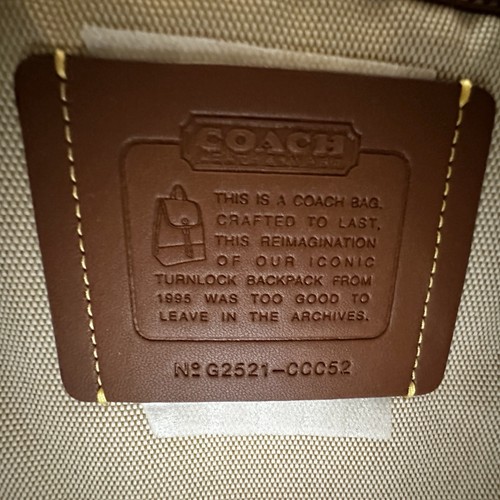 COACH
THIS IS A COACH BAG.
CRAFTED TO LAST,
THIS REIMAGINATION
OF OUR ICONIC
TURNLOCK BACKPACK FROM
1995 WAS TOO GOOD TO
LEAVE IN THE ARCHIVES.
Nº G2521-CCC52